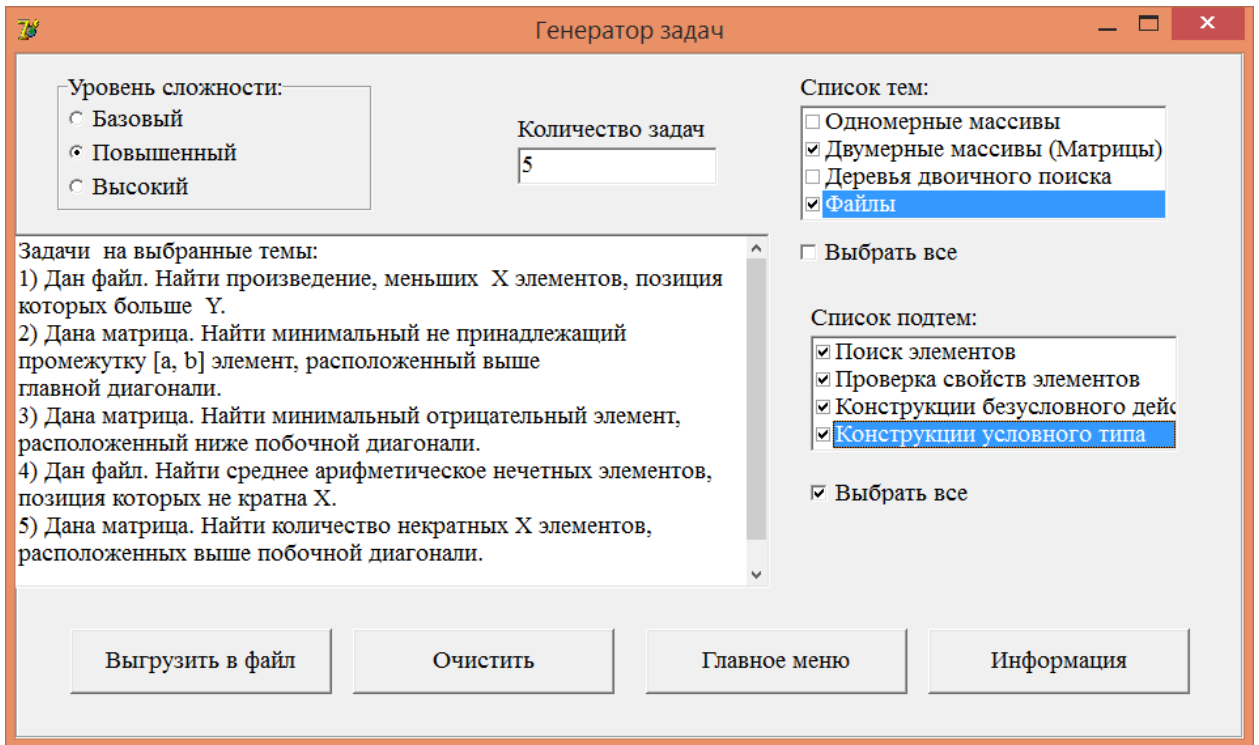 Генератор задач
Уровень сложности:
Базовый
Повышенный
Высокий
Количество задач
5
Список тем:
Одномерные массивы
Двумерные массивы (Матрицы)
Деревья двоичного поиска
Файлы
Выбрать все
Задачи  на выбранные темы:
1) Дан файл. Найти произведение, меньших  X элементов, позиция
которых больше  Y.
2) Дана матрица. Найти минимальный не принадлежащий
промежутку [a, b] элемент, расположенный выше
главной диагонали.
3) Дана матрица. Найти минимальный отрицательный элемент,
расположенный ниже побочной диагонали.
4) Дан файл. Найти среднее арифметическое нечетных элементов,
позиция которых не кратна X.
5) Дана матрица. Найти количество некратных X элементов,
расположенных выше побочной диагонали.
Список подтем:
Поиск элементов
Проверка свойств элементов
Конструкции безусловного дейс
Конструкции условного типа
Выбрать все
Выгрузить в файл
Очистить
Главное меню
Информация